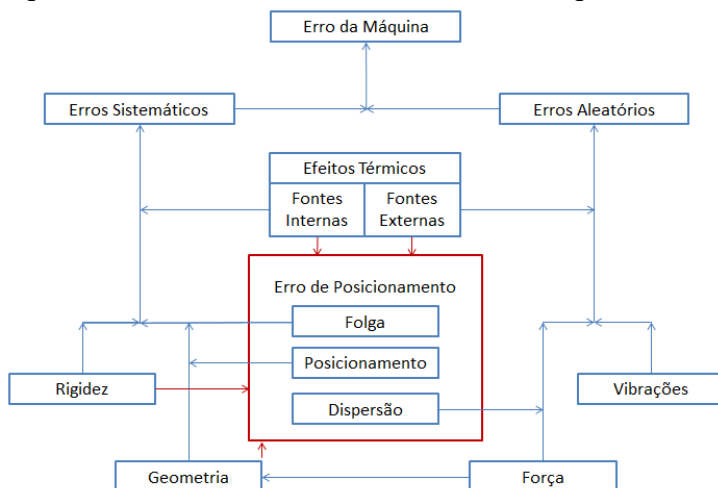 Erro da Máquina
Erros Sistemáticos
Erros Aleatórios
Efeitos Térmicos
Fontes
Internas
Fontes
Externas
Erro de Posicionamento
Folga
Posicionamento
Rigidez
Vibrações
Dispersão
Geometria
Força